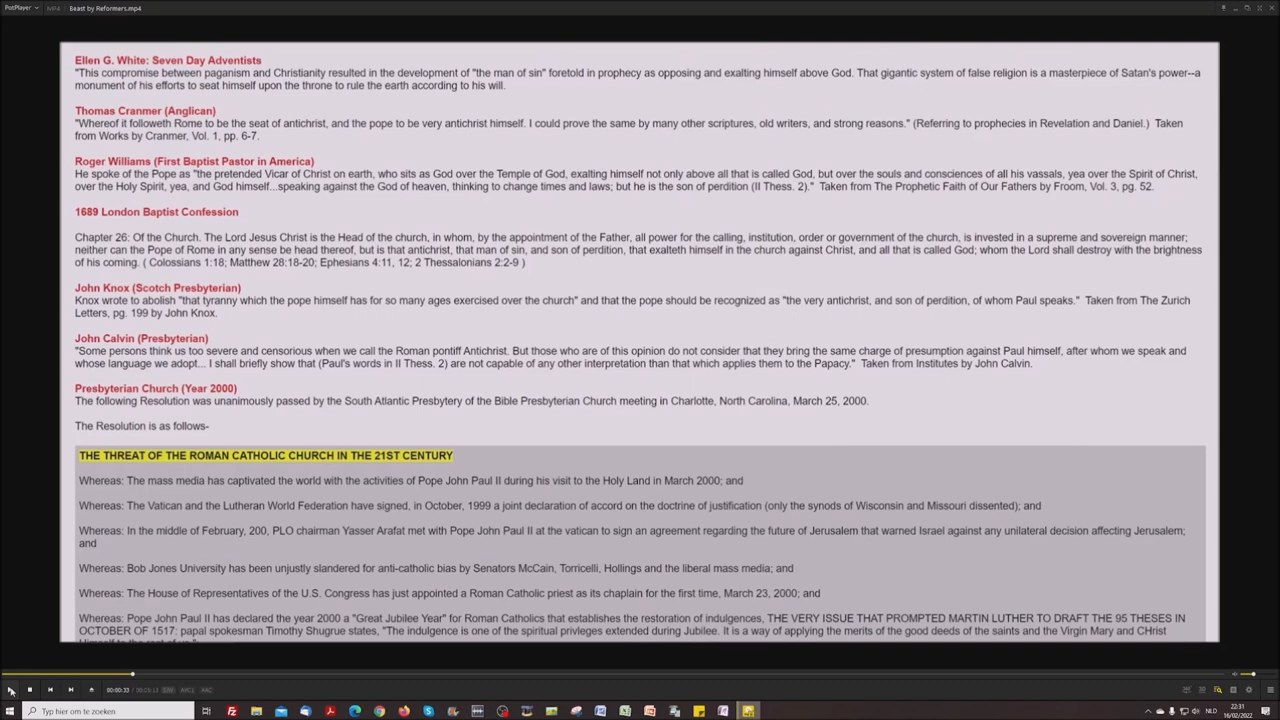 PotPlayer
MP4
Beast by Reformers.mp4
Ellen G. White: Seven Day Adventists
"This compromise between paganism and Christianity resulted in the development of "the man of sin" foretold in prophecy as opposing and exalting himself above God. That gigantic system of false religion is a masterpiece of Satan's power--a
monument of his efforts to seat himself upon the throne to rule the earth according to his will.
Thomas Cranmer (Anglican)
"Whereof it followeth Rome to be the seat of antichrist, and the pope to be very antichrist himself. I could prove the same by many other scriptures, old writers, and strong reasons." (Referring to prophecies in Revelation and Daniel.) Taken
from Works by Cranmer, Vol. 1, pp. 6-7.
Roger Williams (First Baptist Pastor in America)
He spoke of the Pope as "the pretended Vicar of Christ on earth, who sits as God over the Temple of God, exalting himself not only above all that is called God, but over the souls and consciences of all his vassals, yea over the Spirit of Christ,
over the Holy Spirit, yea, and God himself...speaking against the God of heaven, thinking to change times and laws; but he is the son of perdition (II Thess. 2)." Taken from The Prophetic Faith of Our Fathers by Froom, Vol. 3, pg. 52.
1689 London Baptist Confession
Chapter 26: Of the Church. The Lord Jesus Christ is the Head of the church, in whom, by the appointment of the Father, all power for the calling, institution, order or government of the church, is invested in a supreme and sovereign manner;
neither can the Pope of Rome in any sense be head thereof, but is that antichrist, that man of sin, and son of perdition, that exalteth himself in the church against Christ, and all that is called God; whom the Lord shall destroy with the brightness
of his coming. ( Colossians 1:18; Matthew 28:18-20; Ephesians 4:11, 12; 2 Thessalonians 2:2-9 )
John Knox (Scotch Presbyterian)
Knox wrote to abolish "that tyranny which the pope himself has for so many ages exercised over the church" and that the pope should be recognized as "the very antichrist, and son of perdition, of whom Paul speaks." Taken from The Zurich
Letters, pg. 199 by John Knox.
John Calvin (Presbyterian)
"Some persons think us too severe and censorious when we call the Roman pontiff Antichrist. But those who are of this opinion do not consider that they bring the same charge of presumption against Paul himself, after whom we speak and
whose language we adopt... I shall briefly show that (Paul's words in II Thess. 2) are not capable of any other interpretation than that which applies them to the Papacy." Taken from Institutes by John Calvin.
Presbyterian Church (Year 2000)
The following Resolution was unanimously passed by the South Atlantic Presbytery of the Bible Presbyterian Church meeting in Charlotte, North Carolina, March 25, 2000.
The Resolution is as follows-
THE THREAT OF THE ROMAN CATHOLIC CHURCH IN THE 21ST CENTURY
Whereas: The mass media has captivated the world with the activities of Pope John Paul II during his visit to the Holy Land in March 2000; and
Whereas: The Vatican and the Lutheran World Federation have signed, in October, 1999 a joint declaration of accord on the doctrine of justification (only the synods of Wisconsin and Missouri dissented); and
Whereas: In the middle of February, 200, PLO chairman Yasser Arafat met with Pope John Paul II at the vatican to sign an agreement regarding the future of Jerusalem that warned Israel against any unilateral decision affecting Jerusalem;
and
Whereas: Bob Jones University has been unjustly slandered for anti-catholic bias by Senators McCain, Torricelli, Hollings and the liberal mass media; and
Whereas: The House of Representatives of the U.S. Congress has just appointed a Roman Catholic priest as its chaplain for the first time, March 23, 2000; and
Whereas: Pope John Paul II has declared the year 2000 a "Great Jubilee Year" for Roman Catholics that establishes the restoration of indulgences, THE VERY ISSUE THAT PROMPTED MARTIN LUTHER TO DRAFT THE 95 THESES IN
OCTOBER OF 1517: papal spokesman Timothy Shugrue states, "The indulgence is one of the spiritual privileges extended during Jubilee. It is a way of applying the merits of the good deeds of the saints and the Virgin Mary and CHrist
00:00:33
AAC
Typ hier om te zoeken
NLD
22:31
16/02/2022